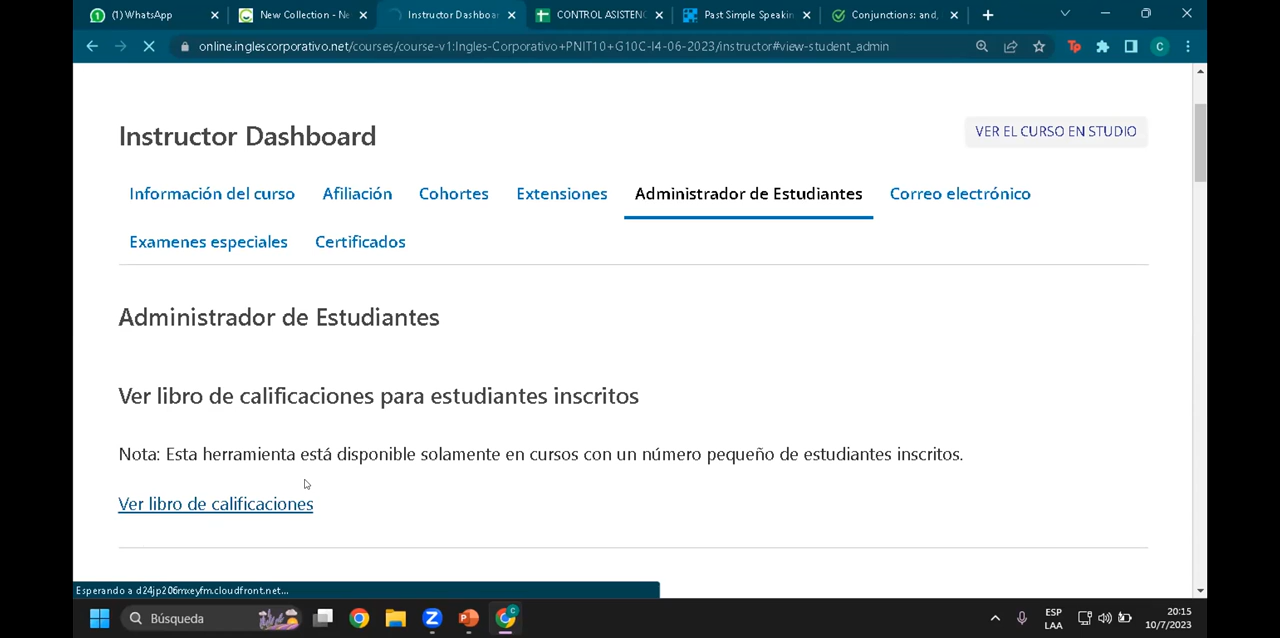 (1) WhatsApp
New Collection - Ne
Instructor Dashboar
CONTROL ASISTENC
Past Simple Speakin
Conjunctions: and,
online.inglescorporativo.net/courses/course-v1:Ingles-Corporativo+PNIT10+G10C-I4-06-2023/instructor#view-student_admin
Tp
C
Instructor Dashboard
VER EL CURSO EN STUDIO
Información del curso
Afiliación
Cohortes
Extensiones
Administrador de Estudiantes
Correo electrónico
Examenes especiales
Certificados
Administrador de Estudiantes
Ver libro de calificaciones para estudiantes inscritos
Nota: Esta herramienta está disponible solamente en cursos con un número pequeño de estudiantes inscritos.
Ver libro de calificaciones
Esperando a d24jp206mxeyfm.cloudfront.net...
Búsqueda
ESP
LAA
20:15
10/7/2023